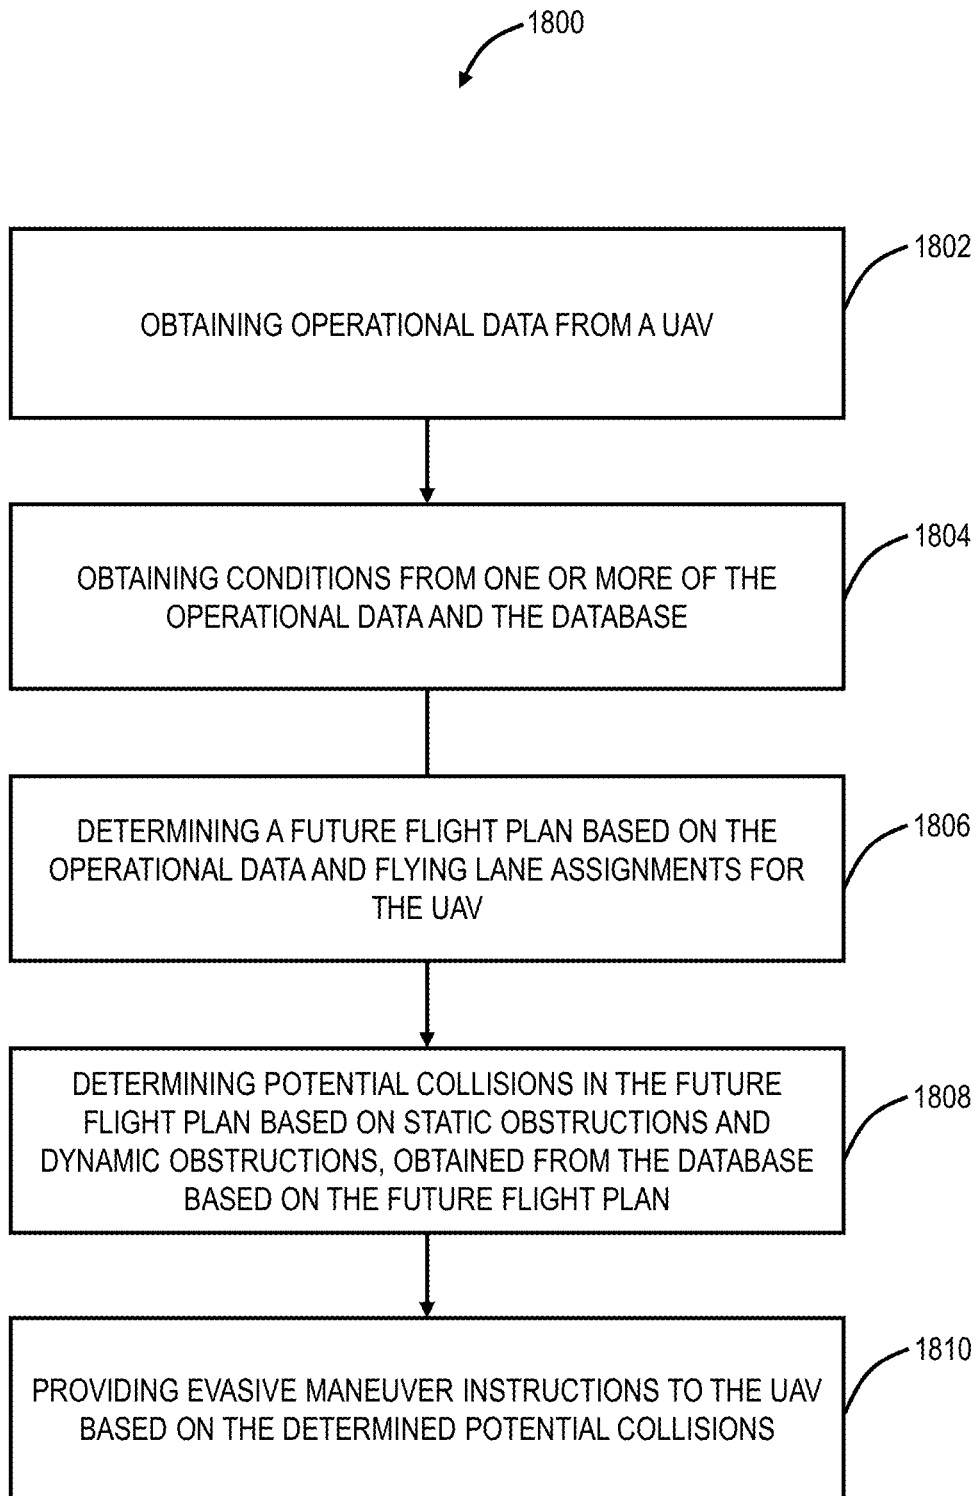 1800
1802
OBTAINING OPERATIONAL DATA FROM A UAV
1804
OBTAINING CONDITIONS FROM ONE OR MORE OF THE
OPERATIONAL DATA AND THE DATABASE
1806
DETERMINING A FUTURE FLIGHT PLAN BASED ON THE
OPERATIONAL DATA AND FLYING LANE ASSIGNMENTS FOR
THE UAV
1808
DETERMINING POTENTIAL COLLISIONS IN THE FUTURE
FLIGHT PLAN BASED ON STATIC OBSTRUCTIONS AND
DYNAMIC OBSTRUCTIONS, OBTAINED FROM THE DATABASE
BASED ON THE FUTURE FLIGHT PLAN
1810
PROVIDING EVASIVE MANEUVER INSTRUCTIONS TO THE UAV
BASED ON THE DETERMINED POTENTIAL COLLISIONS